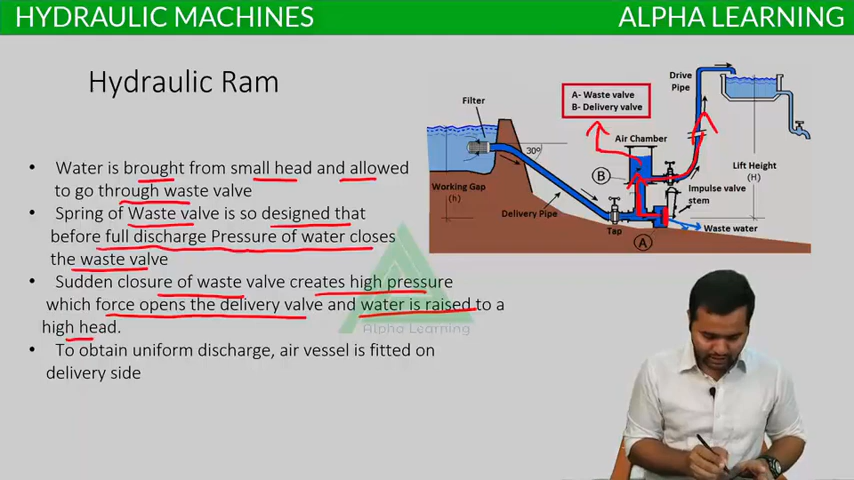 HYDRAULIC MACHINES
ALPHA LEARNING
Hydraulic Ram
• Water is brought from small head and allowed
to go through waste valve
• Spring of Waste valve is so designed that
before full discharge Pressure of water closes
the waste valve
• Sudden closure of waste valve creates high pressure
which force opens the delivery valve and water is raised to a
high head.
• To obtain uniform discharge, air vessel is fitted on
delivery side
Drive
Pipe
A- Waste valve
B- Delivery valve
Filter
Air Chamber
30°
B
Lift Height
(H)
Working Gap
(h)
Impulse valve
stem
Delivery Pipe
Tap
Waste water
A
Alpha Learning